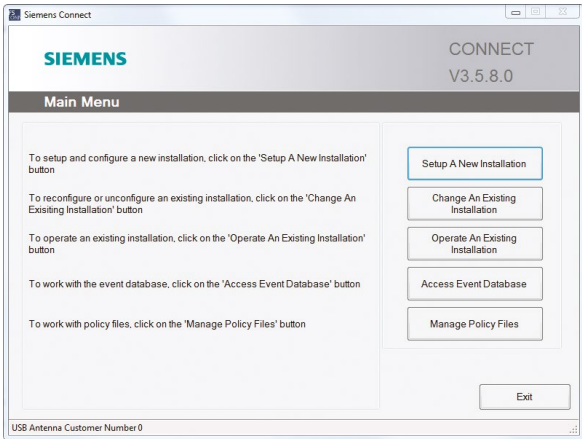 Siemens Connect
SIEMENS
CONNECT
V3.5.8.0
Main Menu
To setup and configure a new installation, click on the 'Setup A New Installation'
button
Setup A New Installation
To reconfigure or unconfigure an existing installation, click on the 'Change An
Exisiting Installation' button
Change An Existing
Installation
To operate an existing installation, click on the 'Operate An Existing Installation'
button
Operate An Existing
Installation
To work with the event database, click on the 'Access Event Database' button
Access Event Database
To work with policy files, click on the 'Manage Policy Files' button
Manage Policy Files
Exit
USB Antenna Customer Number 0